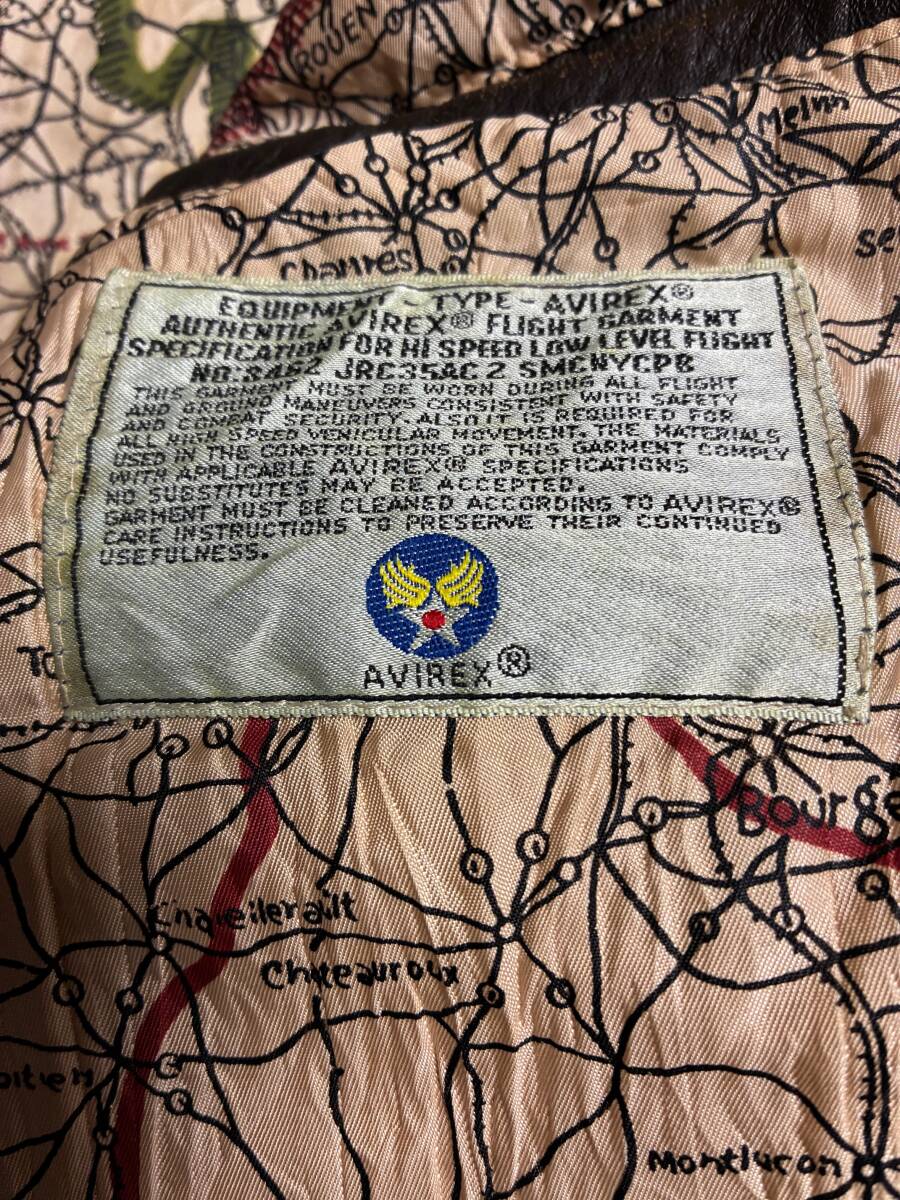 ROUEN
Melun
Chartres
EQUIPMENT - TYPE - AVIREX®
AUTHENTIC AVIREX® FLIGHT GARMENT
SPECIFICATION FOR HI SPEED LOW LEVEL FLIGHT
NO: 3462 JRC35AC2 SMCNYCPB
THIS GARMENT MUST BE WORN DURING ALL FLIGHT
AND GROUND MANEUVERS CONSISTENT WITH SAFETY
AND COMBAT SECURITY. ALSO IT IS REQUIRED FOR
ALL HIGH SPEED VEHICULAR MOVEMENT. THE MATERIALS
USED IN THE CONSTRUCTIONS OF THIS GARMENT COMPLY
WITH APPLICABLE AVIREX® SPECIFICATIONS
NO SUBSTITUTES MAY BE ACCEPTED.
GARMENT MUST BE CLEANED ACCORDING TO AVIREX®
CARE INSTRUCTIONS TO PRESERVE THEIR CONTINUED
USEFULNESS.
AVIREX®
Bourge
Chateauroux
oitiers
Montlucon